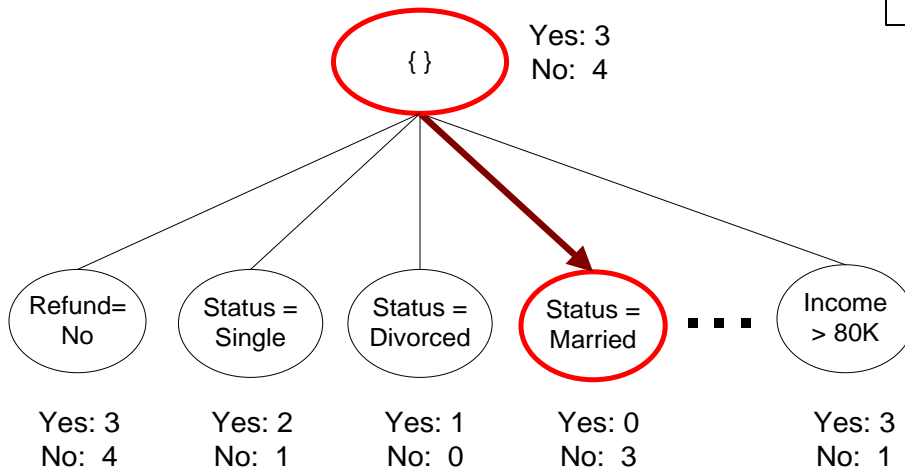 { }
Yes: 3
No: 4
Refund=
No
Status =
Single
Status =
Divorced
Status =
Married
. . .
Income
> 80K
Yes: 3
No: 4
Yes: 2
No: 1
Yes: 1
No: 0
Yes: 0
No: 3
Yes: 3
No: 1